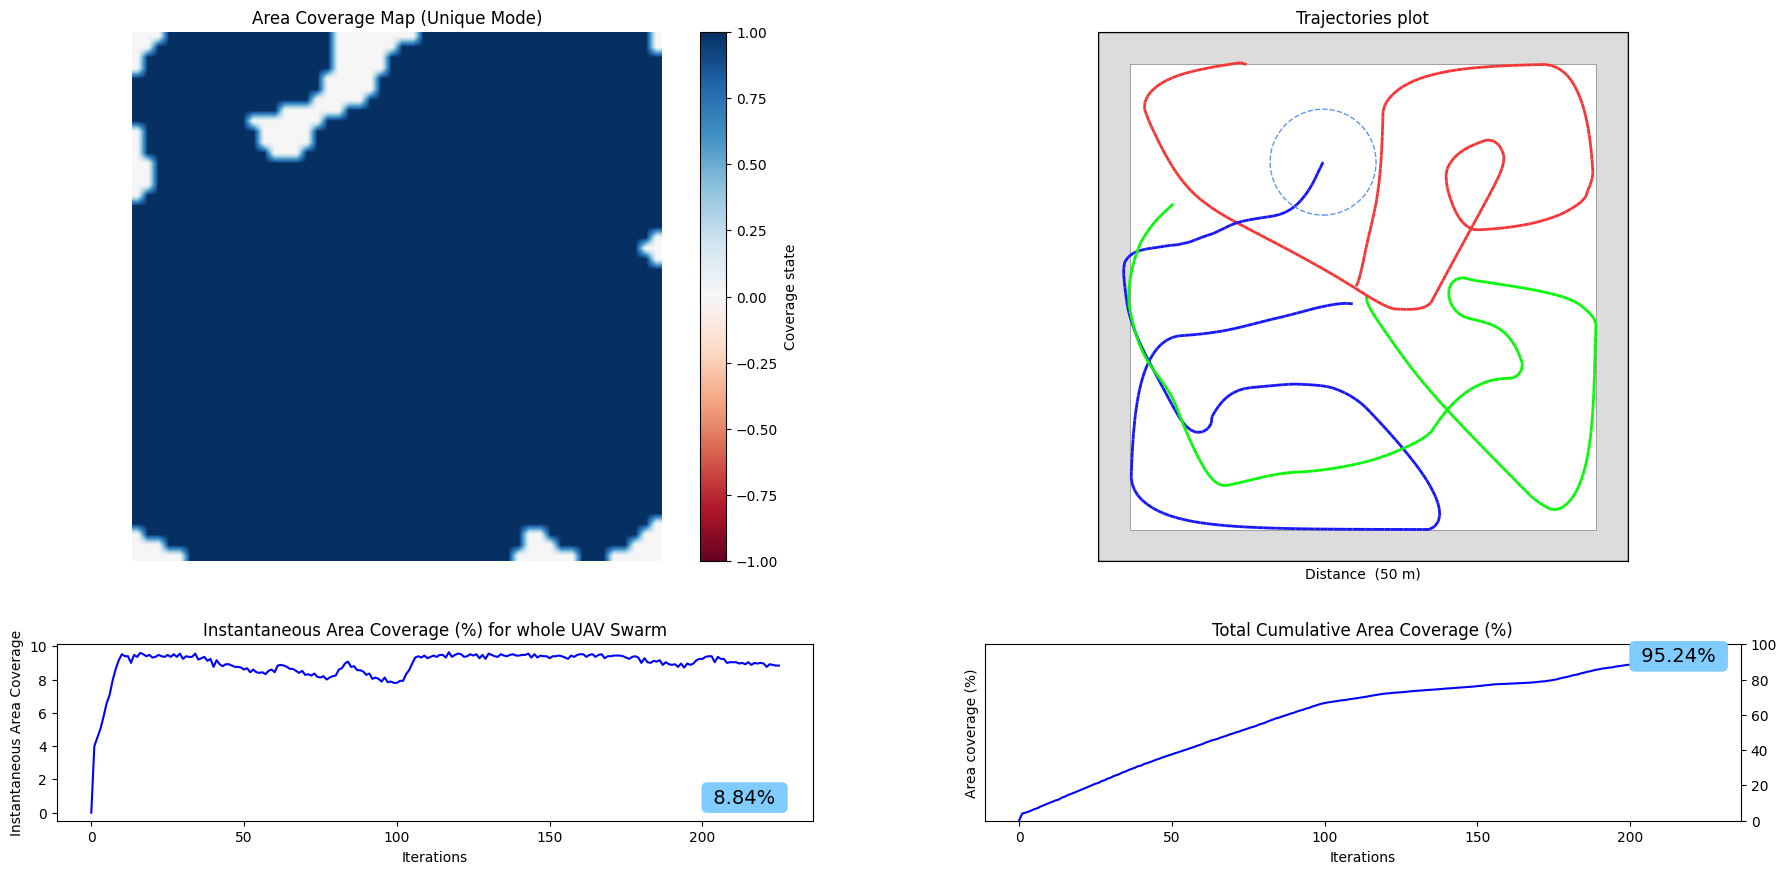 Area Coverage Map (Unique Mode)
1.00
0.75
0.50
0.25
0.00
−0.25
−0.50
−0.75
−1.00
Coverage state
Trajectories plot
Distance  (50 m)
Instantaneous Area Coverage (%) for whole UAV Swarm
Instantaneous Area Coverage
10
8
6
4
2
0
8.84%
0 50 100 150 200
Iterations
Total Cumulative Area Coverage (%)
Area coverage (%)
95.24%
100
80
60
40
20
0
0 50 100 150 200
Iterations